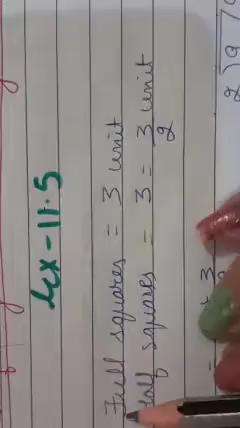 Ex-11.5
Full squares = 3 unit
Half squares = 3 = 3/2 unit